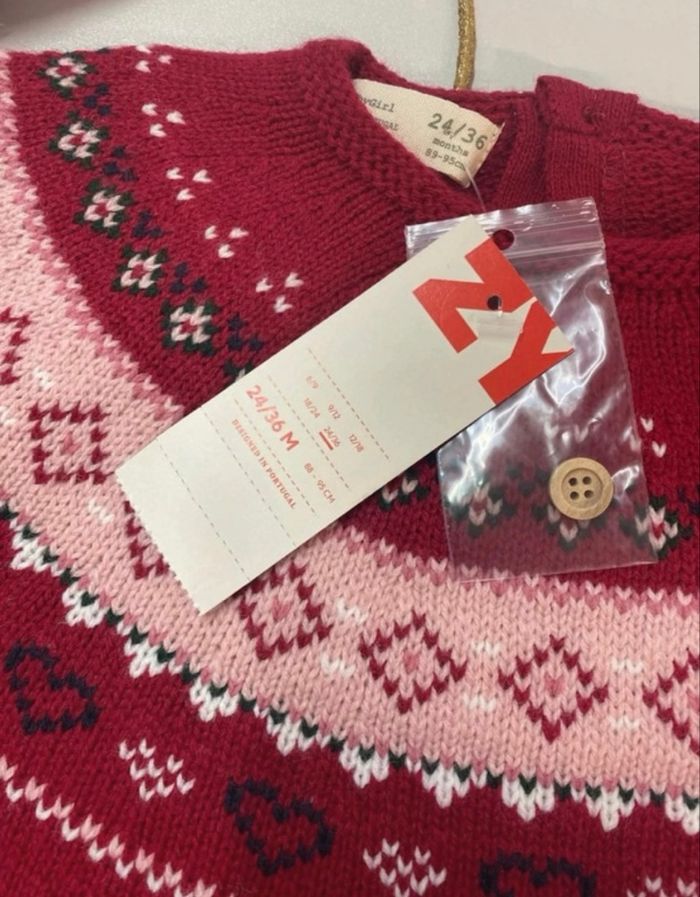 24/36
months
89-95cm
ZY
6/9 9/12 12/18
18/24 24/36
24/36 M 88 - 95 CM
DESIGNED IN PORTUGAL